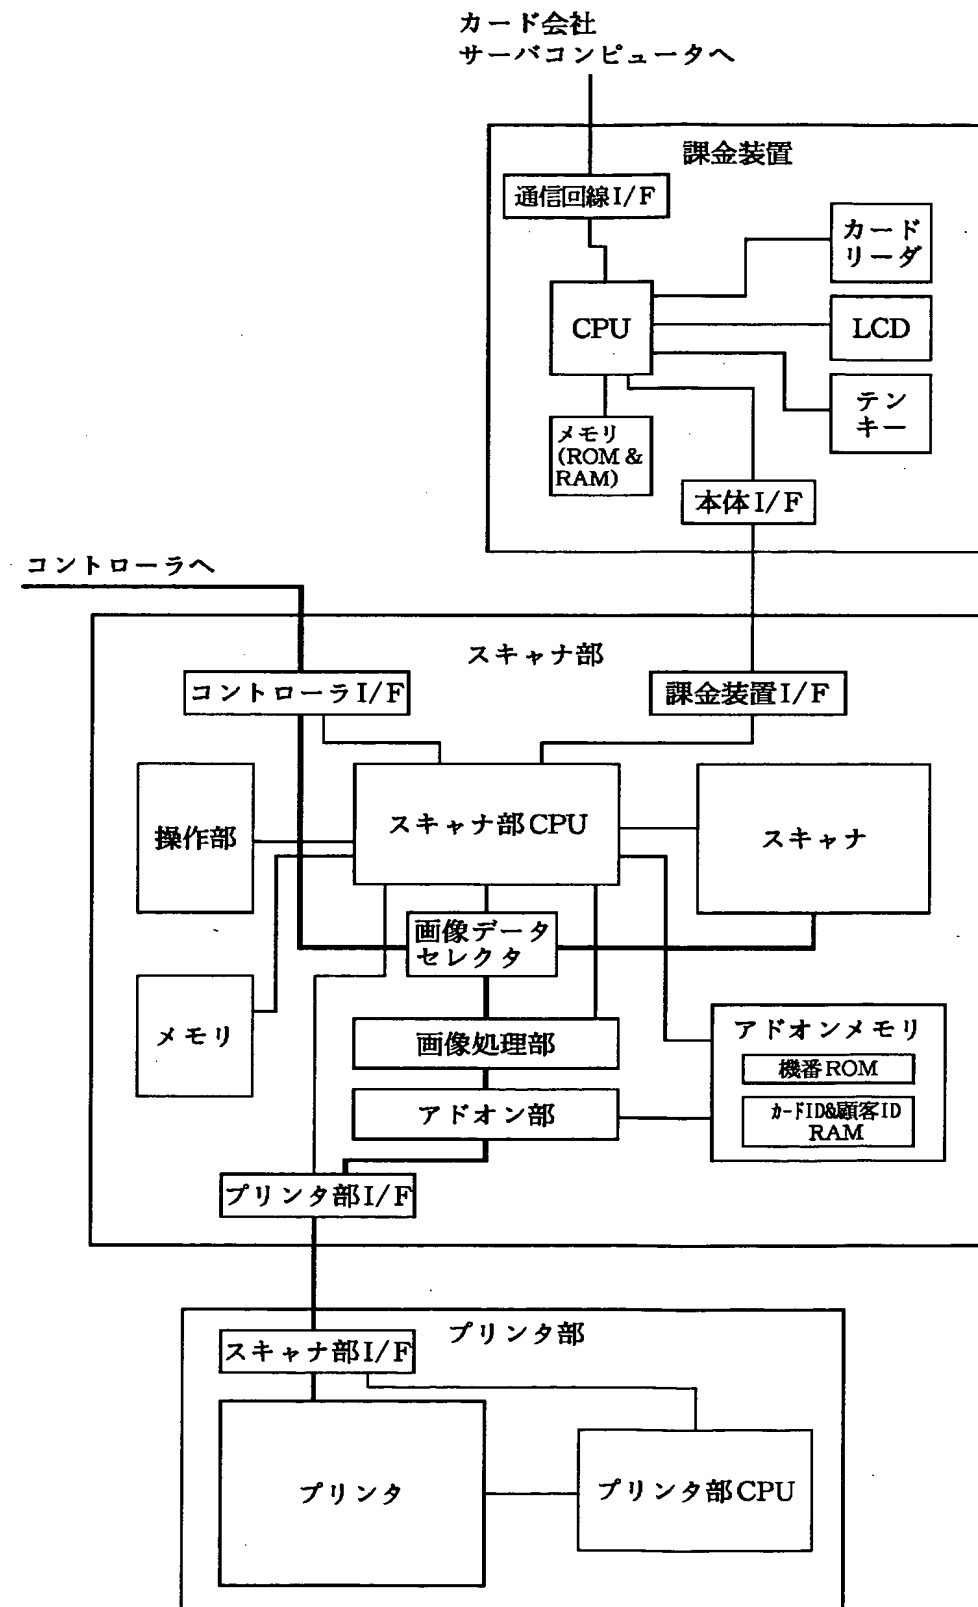 カード会社
サーバコンピュータへ
課金装置
通信回線I/F
カード
リーダ
CPU
LCD
テン
キー
メモリ
(ROM &
RAM)
本体I/F
コントローラへ
スキャナ部
コントローラI/F
課金装置I/F
操作部
スキャナ部CPU
スキャナ
画像データ
セレクタ
メモリ
画像処理部
アドオンメモリ
機番ROM
アドオン部
カードID&顧客ID
RAM
プリンタ部I/F
プリンタ部
スキャナ部I/F
プリンタ
プリンタ部CPU